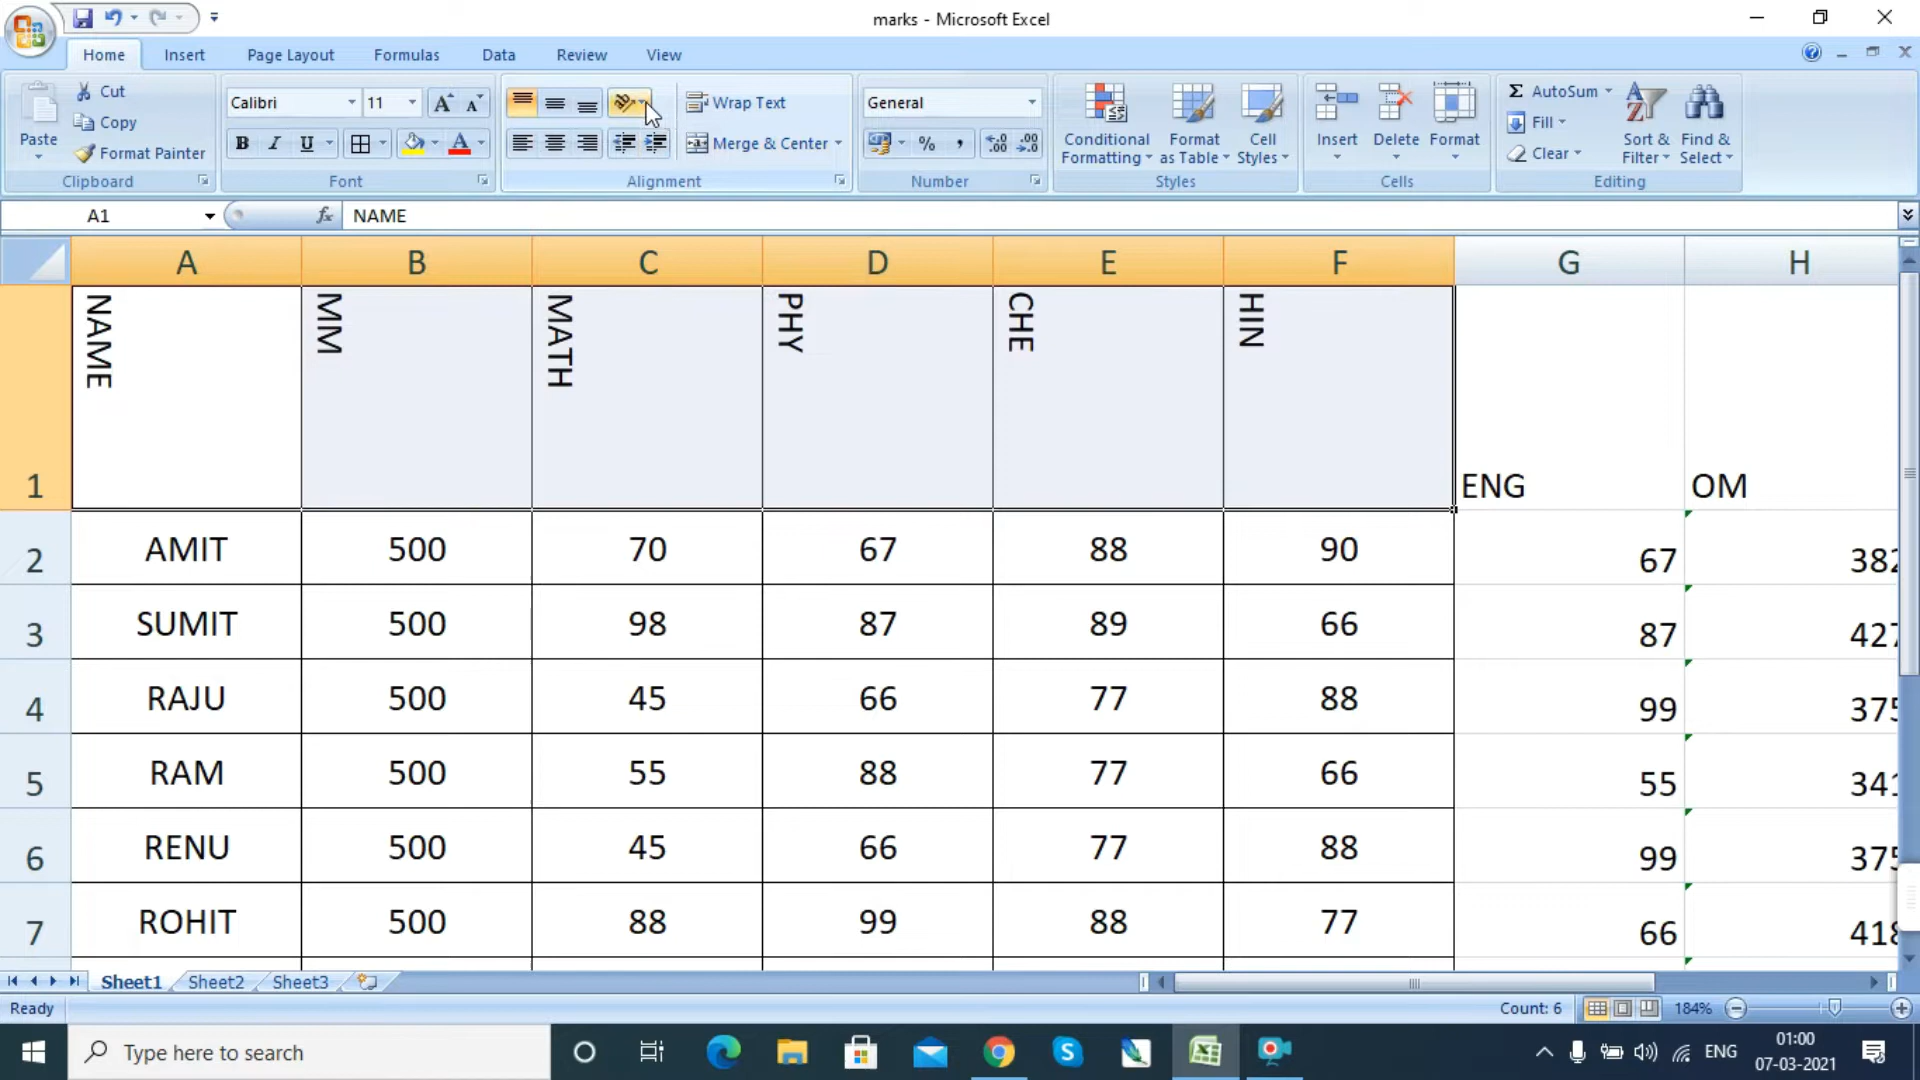 marks - Microsoft Excel
Home Insert Page Layout Formulas Data Review View
Paste
Cut
Copy
Format Painter
Clipboard
Calibri 11
B I U
Font
Wrap Text
Merge & Center
Alignment
General
% ,
Number
Conditional Formatting
Format as Table
Cell Styles
Styles
Insert
Delete
Format
Cells
Σ AutoSum
Fill
Clear
Sort & Filter
Find & Select
Editing
A1 fx NAME
A B C D E F G H
1 NAME MM MATH PHY CHE HIN ENG OM
2 AMIT 500 70 67 88 90 67 382
3 SUMIT 500 98 87 89 66 87 427
4 RAJU 500 45 66 77 88 99 375
5 RAM 500 55 88 77 66 55 341
6 RENU 500 45 66 77 88 99 375
7 ROHIT 500 88 99 88 77 66 418
Sheet1 Sheet2 Sheet3
Ready Count: 6 184%
Type here to search
ENG
01:00
07-03-2021